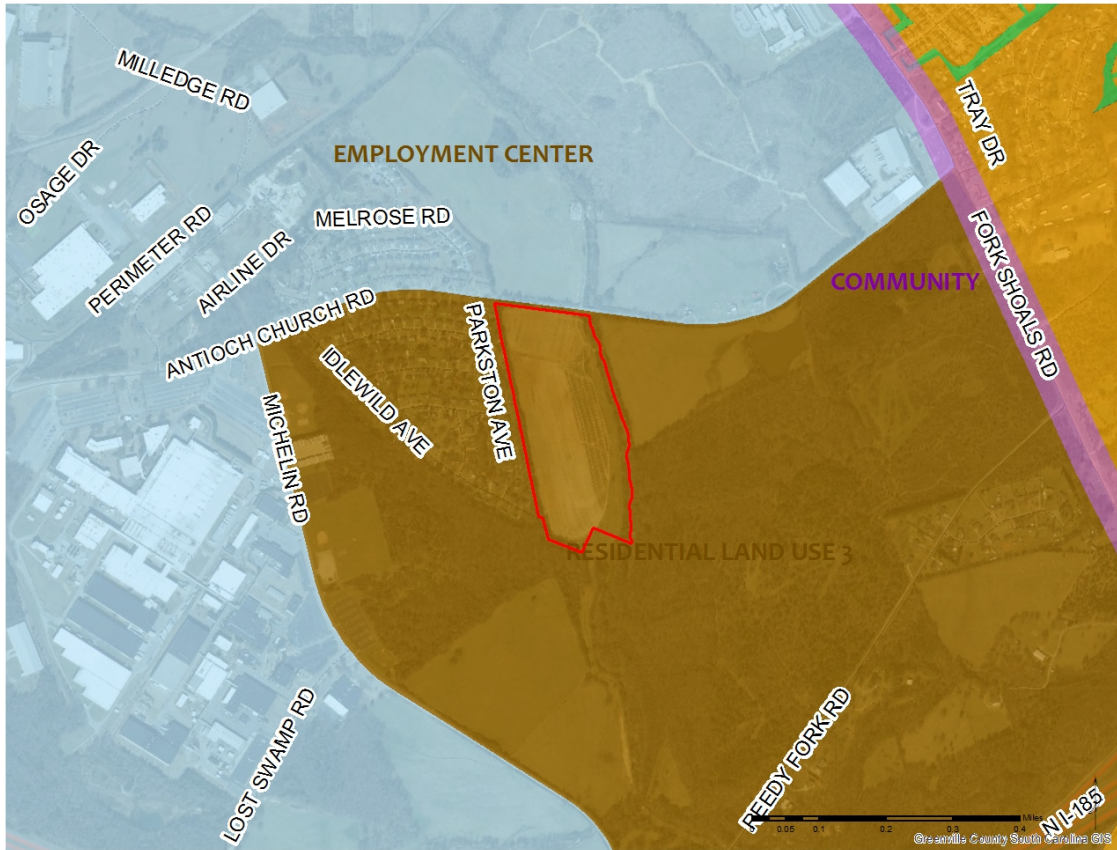 MILLEDGE RD
TRAY DR
OSAGE DR
EMPLOYMENT CENTER
MELROSE RD
PERIMETER RD
AIRLINE DR
COMMUNITY
FORK SHOALS RD
ANTIOCH CHURCH RD
PARKSTON AVE
IDLEWILD AVE
MICHELIN RD
RESIDENTIAL LAND USE 3
LOST SWAMP RD
REEDY FORK RD
N I-185
Miles
0 0.05 0.1 0.2 0.3 0.4
Greenville County South Carolina GIS